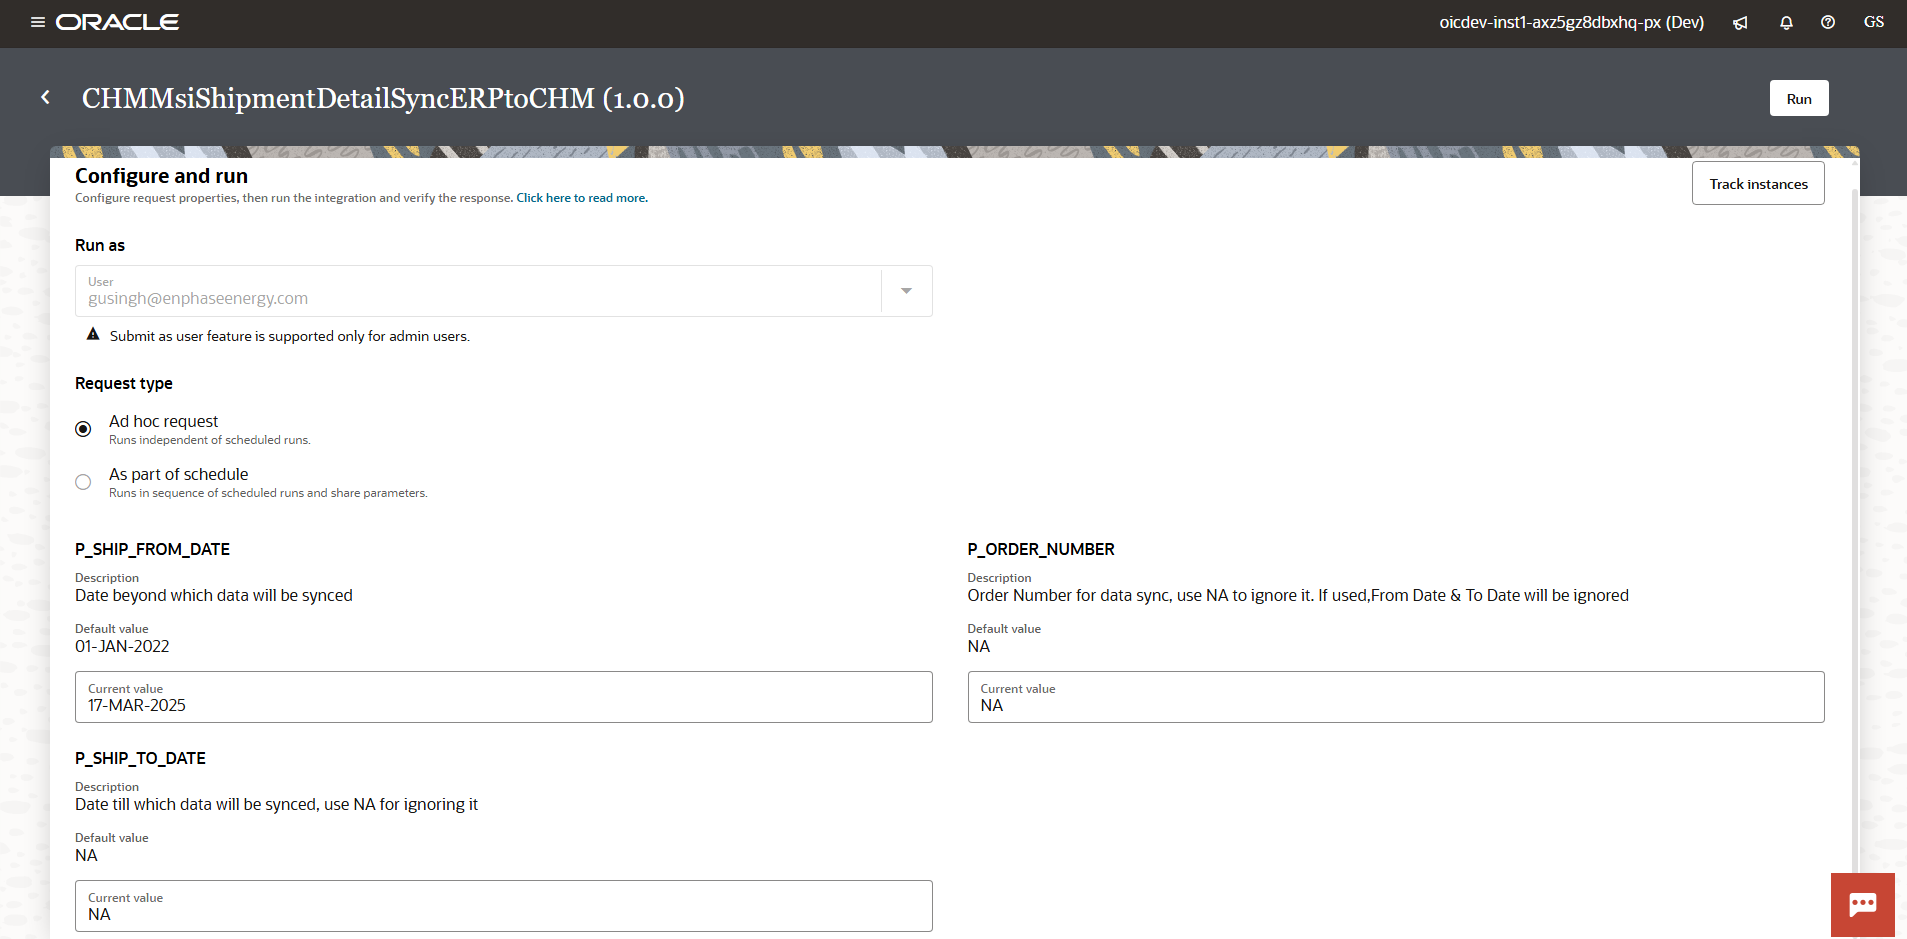 ORACLE
oicdev-inst1-axz5gz8dbxhq-px (Dev)
GS
CHMMsiShipmentDetailSyncERPtoCHM (1.0.0)
Run
Configure and run
Configure request properties, then run the integration and verify the response. Click here to read more.
Track instances
Run as
User
gusingh@enphaseenergy.com
Submit as user feature is supported only for admin users.
Request type
Ad hoc request
Runs independent of scheduled runs.
As part of schedule
Runs in sequence of scheduled runs and share parameters.
P_SHIP_FROM_DATE
Description
Date beyond which data will be synced
Default value
01-JAN-2022
Current value
17-MAR-2025
P_ORDER_NUMBER
Description
Order Number for data sync, use NA to ignore it. If used,From Date & To Date will be ignored
Default value
NA
Current value
NA
P_SHIP_TO_DATE
Description
Date till which data will be synced, use NA for ignoring it
Default value
NA
Current value
NA